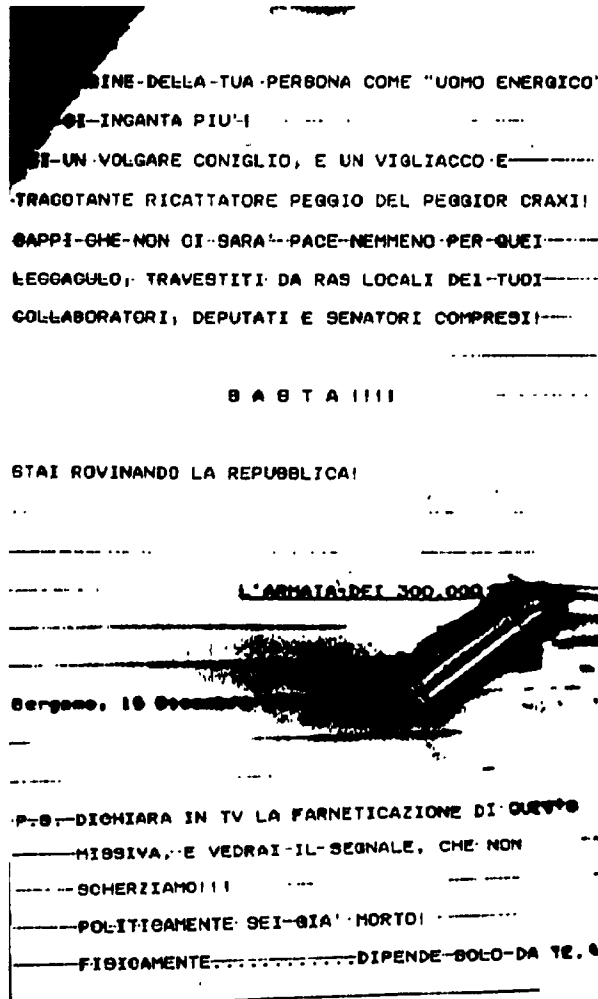 DELLA TUA PERSONA COME "UOMO ENERGICO"
INGANTA PIU'!
UN VOLGARE CONIGLIO, E UN VIGLIACCO E
TRACOTANTE RICATTATORE PEGGIO DEL PEGGIOR CRAXI!
SAPPI CHE NON CI SARA' PACE NEMMENO PER QUEI
LECCACULO, TRAVESTITI DA RAS LOCALI DEI TUOI
COLLABORATORI, DEPUTATI E SENATORI COMPRESI!
B A S T A !!!!
STAI ROVINANDO LA REPUBBLICA!
L'ARMATA DEI 300.000
Bergamo,
P.S. DICHIARA IN TV LA FARNETICAZIONE DI QUESTO
MISSIVA, E VEDRAI IL SEGNALE, CHE NON
SCHERZIAMO!!!
POLITICAMENTE SEI GIA' MORTO!
FISICAMENTE............DIPENDE SOLO DA TE.